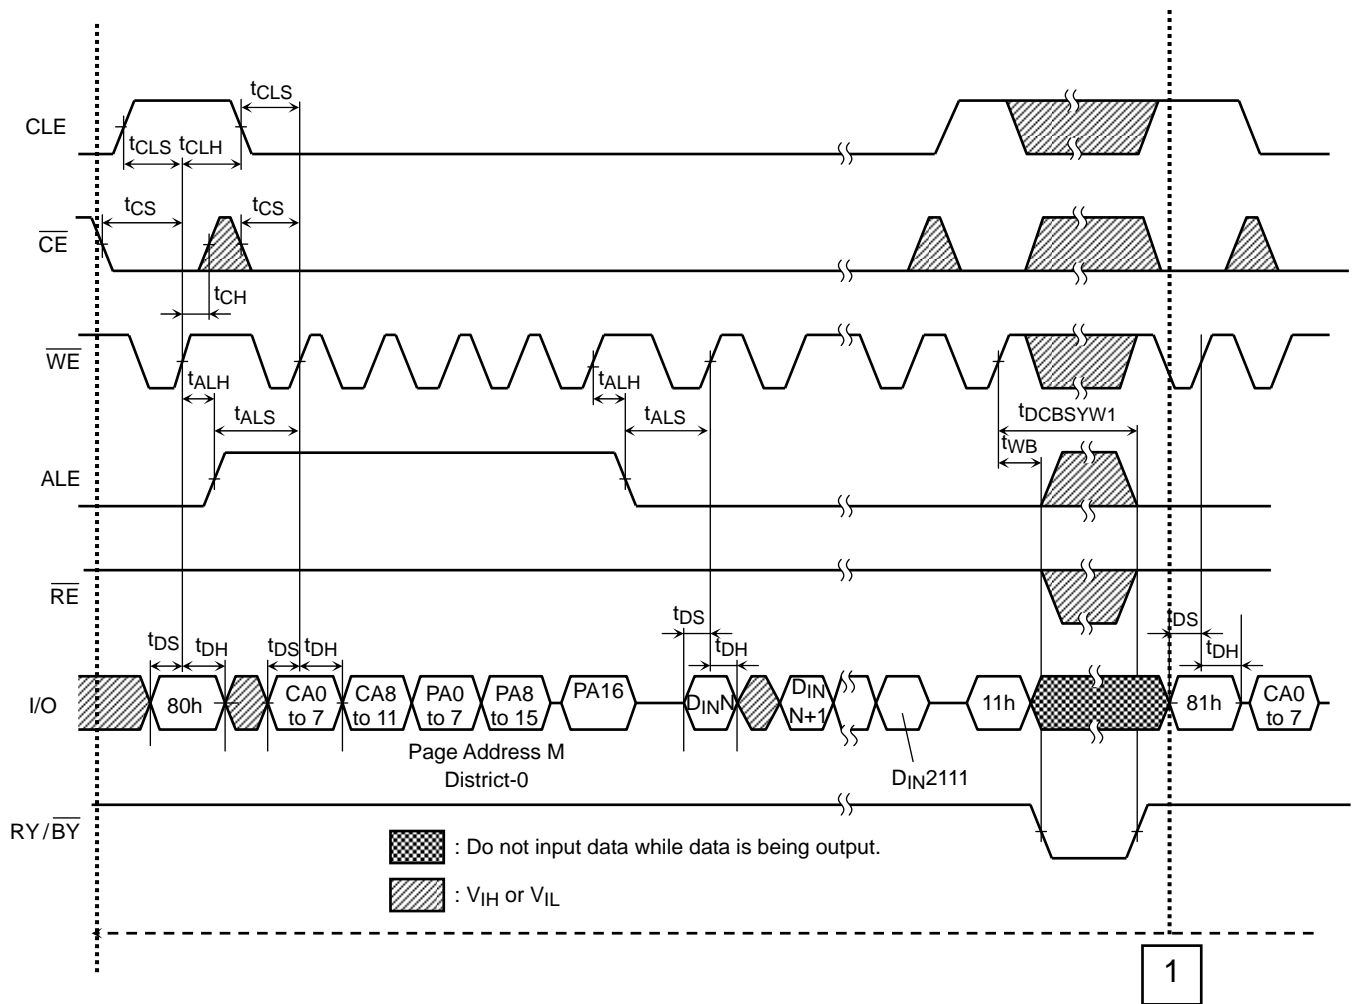 tCLS
CLE
tCLS tCLH
tCS tCS
CE
tCH
WE
tALH tALH
tALS tALS tDCBSYW1
tWB
ALE
RE
tDS tDH tDS tDH tDS tDH DS tDH
I/O 80h CA0 to 7 CA8 to 11 PA0 to 7 PA8 to 15 PA16 DINN DIN N+1 11h 81h CA0 to 7
Page Address M
District-0
DIN2111
RY/BY
: Do not input data while data is being output.
: VIH or VIL
1